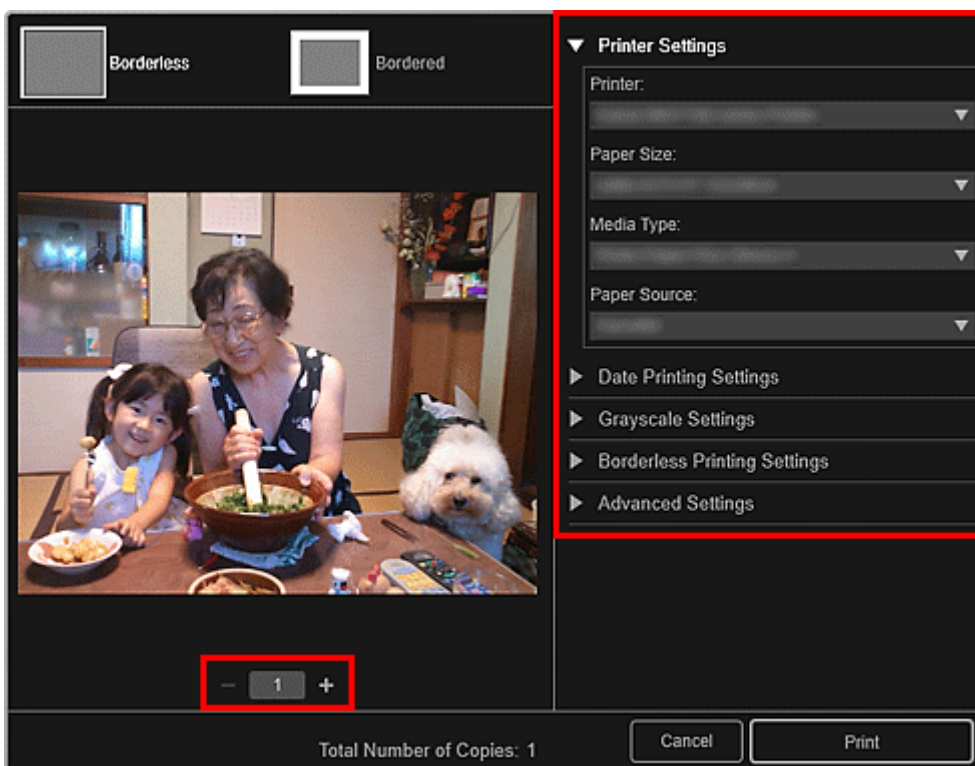 Borderless
Bordered
Printer Settings
Printer:
Paper Size:
Media Type:
Paper Source:
Date Printing Settings
Grayscale Settings
Borderless Printing Settings
Advanced Settings
1
Total Number of Copies: 1
Cancel
Print